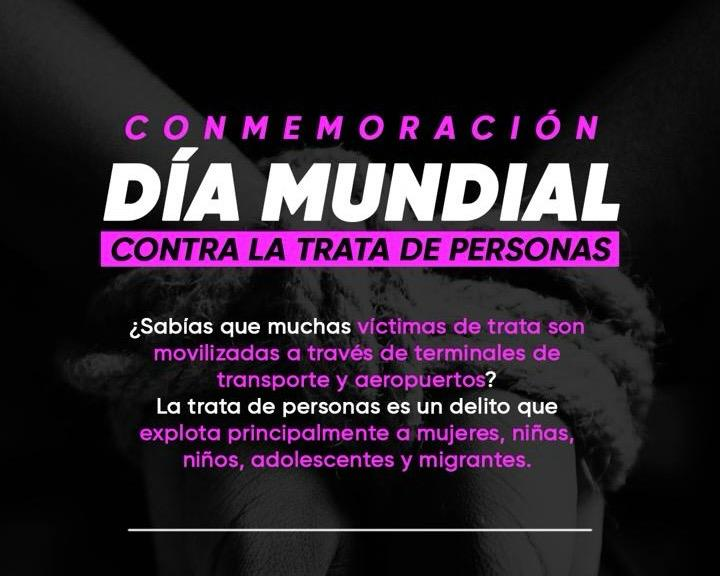 CONMEMORACIÓN
DÍA MUNDIAL
CONTRA LA TRATA DE PERSONAS
¿Sabías que muchas víctimas de trata son
movilizadas a través de terminales de
transporte y aeropuertos?
La trata de personas es un delito que
explota principalmente a mujeres, niñas,
niños, adolescentes y migrantes.